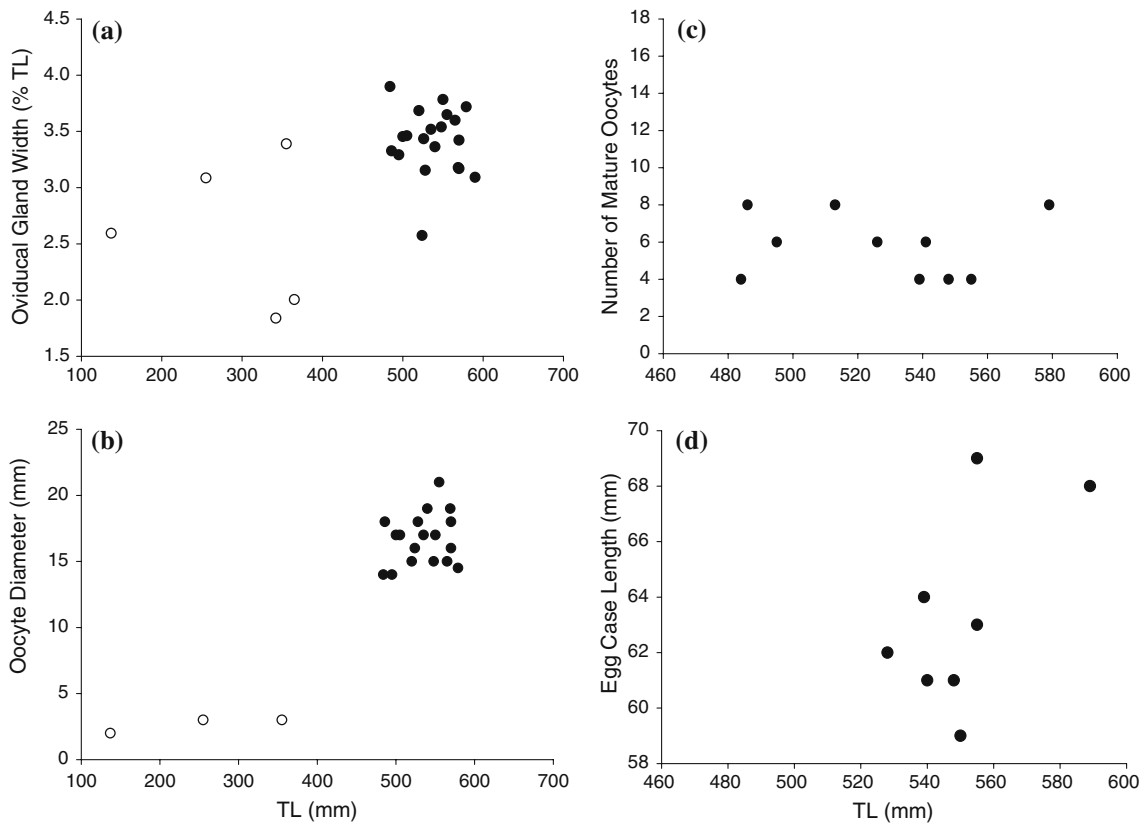 (a)
Oviducal Gland Width (% TL)
4.5
4.0
3.5
3.0
2.5
2.0
1.5
100 200 300 400 500 600 700
(c)
Number of Mature Oocytes
18
16
14
12
10
8
6
4
2
0
460 480 500 520 540 560 580 600
(b)
Oocyte Diameter (mm)
25
20
15
10
5
0
100 200 300 400 500 600 700
TL (mm)
(d)
Egg Case Length (mm)
70
68
66
64
62
60
58
460 480 500 520 540 560 580 600
TL (mm)